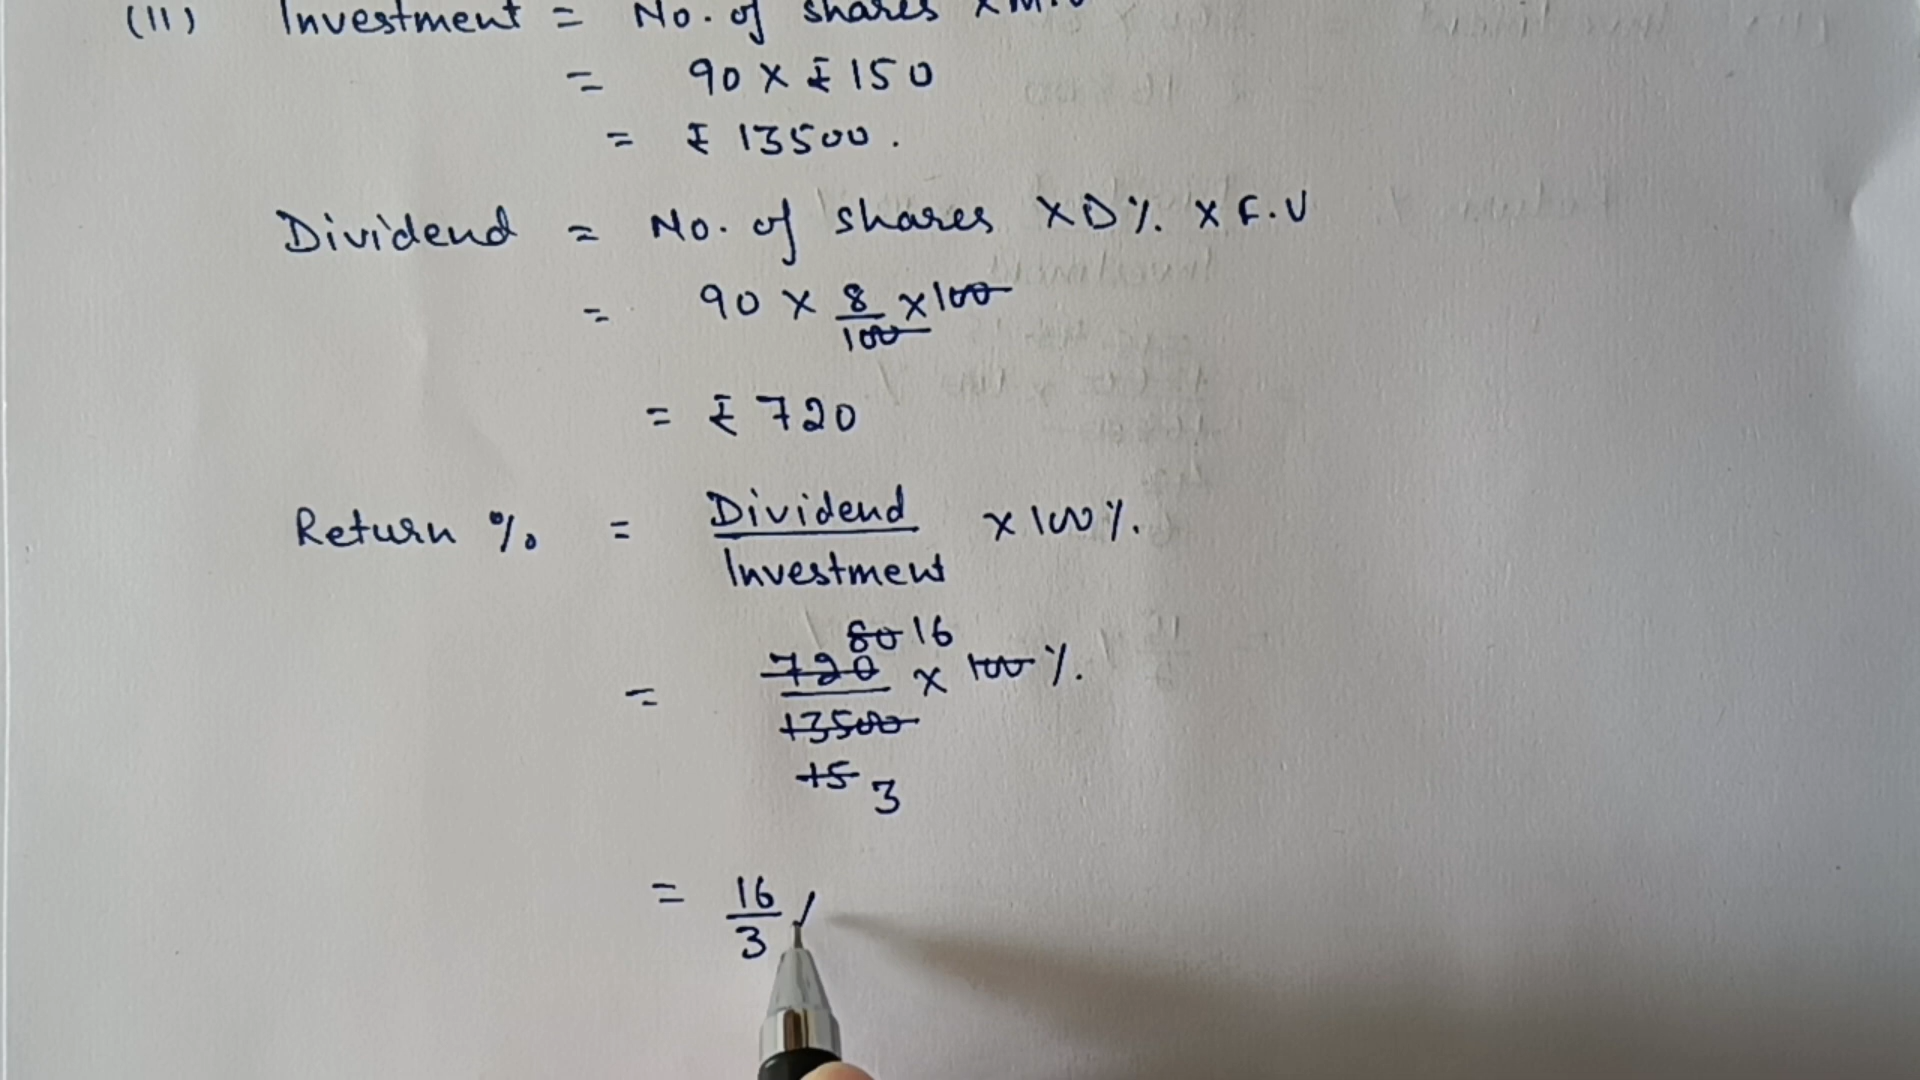 (11) Investment = No. of shares x M.V
= 90 x ₹ 150
= ₹ 13500.
Dividend = No. of shares x D% x F.V
= 90 x 8/100 x 100
= ₹ 720
Return % = Dividend/Investment x 100%.
80 16
= 720/13500 x 100%.
15 3
= 16/3 /